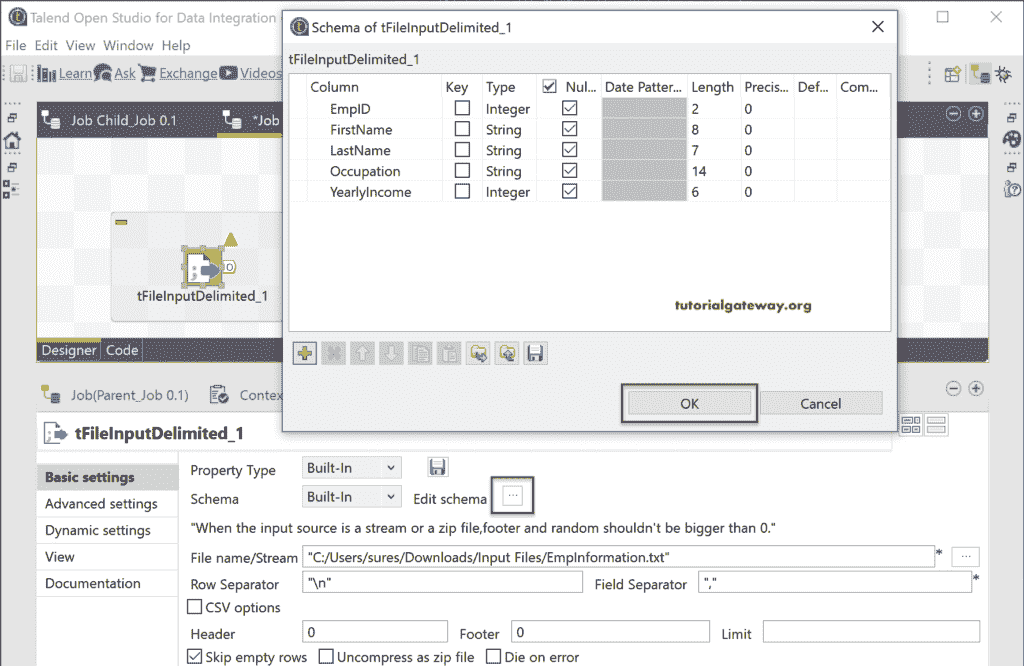 Talend Open Studio for Data Integration
File Edit View Window Help
Learn Ask Exchange Videos
Job Child_Job 0.1 *Job
tFileInputDelimited_1
Designer Code
Schema of tFileInputDelimited_1
tFileInputDelimited_1
Column Key Type Nul... Date Patter... Length Precis... Def... Com...
EmpID Integer 2 0
FirstName String 8 0
LastName String 7 0
Occupation String 14 0
YearlyIncome Integer 6 0
tutorialgateway.org
OK Cancel
Job(Parent_Job 0.1) Contex
tFileInputDelimited_1
Basic settings
Advanced settings
Dynamic settings
View
Documentation
Property Type Built-In
Schema Built-In Edit schema ...
"When the input source is a stream or a zip file,footer and random shouldn't be bigger than 0."
File name/Stream "C:/Users/sures/Downloads/Input Files/EmpInformation.txt" * ...
Row Separator "\n" Field Separator "," *
CSV options
Header 0 Footer 0 Limit
Skip empty rows Uncompress as zip file Die on error